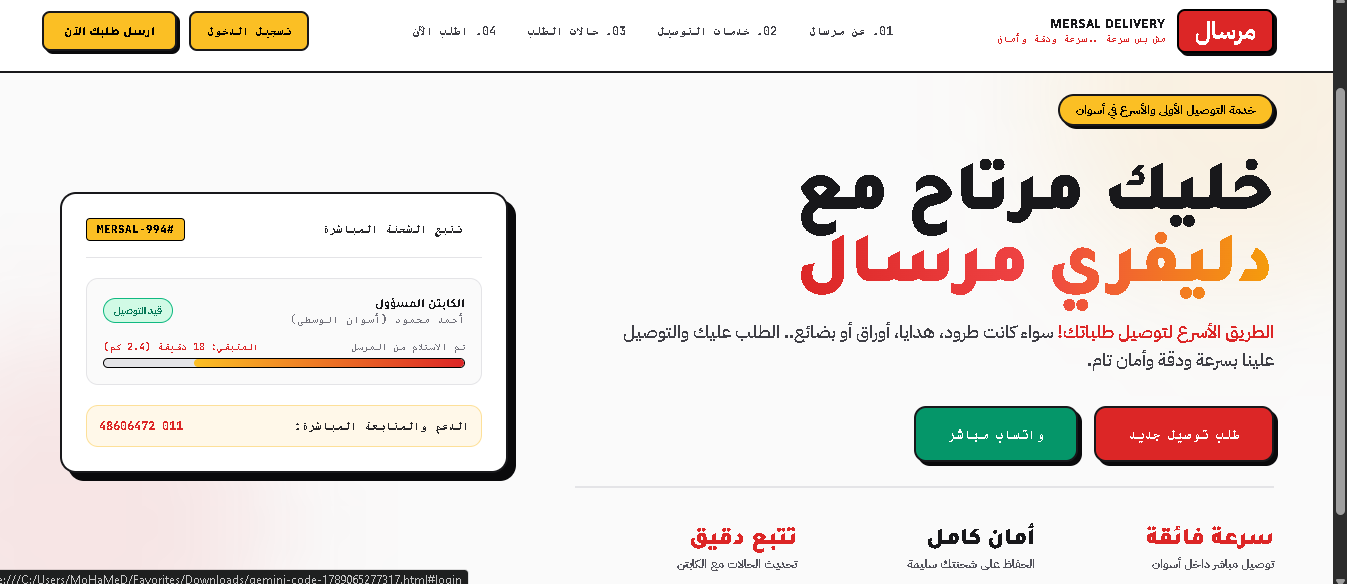 مرسال
MERSAL DELIVERY
مش بس سرعة ..سرعة ودقة وأمان
01. عن مرسال
02. خدمات التوصيل
03. حالات الطلب
04. اطلب الآن
تسجيل الدخول
ارسل طلبك الآن
خدمة التوصيل الأولى والأسرع في أسوان
خليك مرتاح مع
دليفري مرسال
الطريق الأسرع لتوصيل طلباتك! سواء كانت طرود، هدايا، أوراق أو بضائع.. الطلب عليك والتوصيل
علينا بسرعة ودقة وأمان تام.
طلب توصيل جديد
واتساب مباشر
سرعة فائقة
توصيل مباشر داخل أسوان
أمان كامل
الحفاظ على شحنتك سليمة
تتبع دقيق
تحديث الحالات مع الكابتن
تتبع الشحنة المباشرة
MERSAL-994#
الكابتن المسؤول
أحمد محمود (أسوان الوسطى)
قيد التوصيل
تم الاستلام من المرسل
المتبقي: 18 دقيقة (2.4 كم)
الدعم والمتابعة المباشرة:
48606472 011
e:///C:/Users/MoHaMeD/Favorites/Downloads/gemini-code-1789065277317.html#login